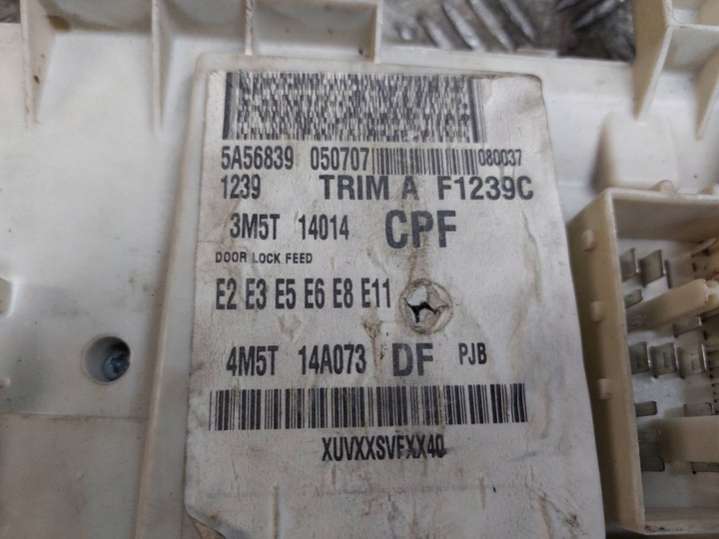 5A56839 050707 080037
1239 TRIM A F1239C
3M5T 14014 CPF
DOOR LOCK FEED
E2 E3 E5 E6 E8 E11
4M5T 14A073 DF PJB
XUVXXSVFXX40